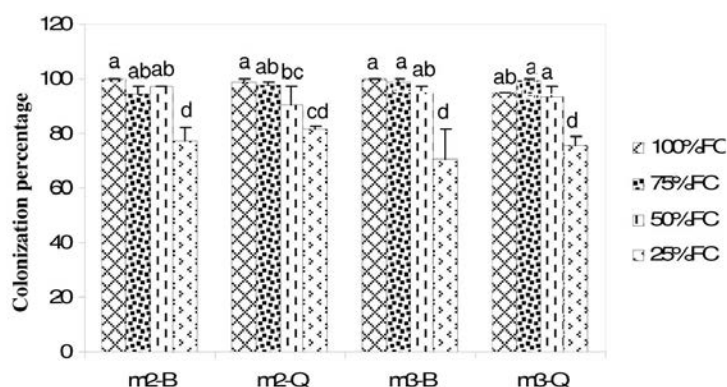 120
100
80
60
40
20
0
Colonization percentage
a ab ab d
a ab bc cd
a a ab d
ab a a d
m2-B m2-Q m3-B m3-Q
100%FC
75%FC
50%FC
25%FC